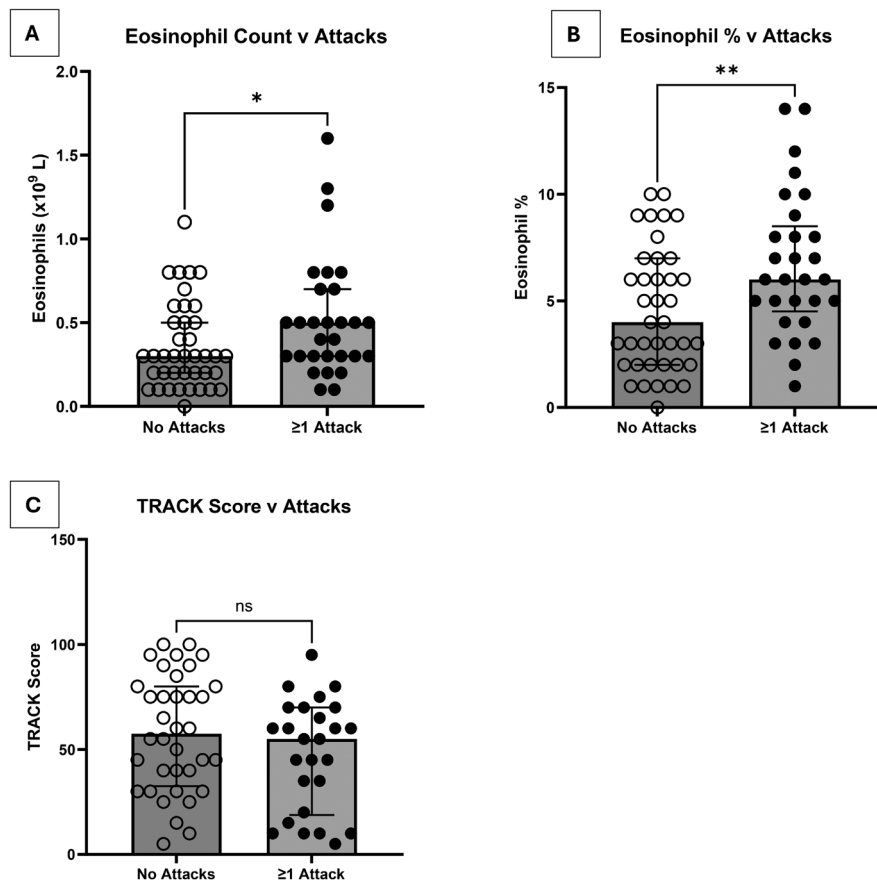 A
Eosinophil Count v Attacks
Eosinophils (x10⁹ L)
2.0
1.5
1.0
0.5
0.0
*
No Attacks
≥1 Attack
B
Eosinophil % v Attacks
Eosinophil %
15
10
5
0
**
No Attacks
≥1 Attack
C
TRACK Score v Attacks
TRACK Score
150
100
50
0
ns
No Attacks
≥1 Attack